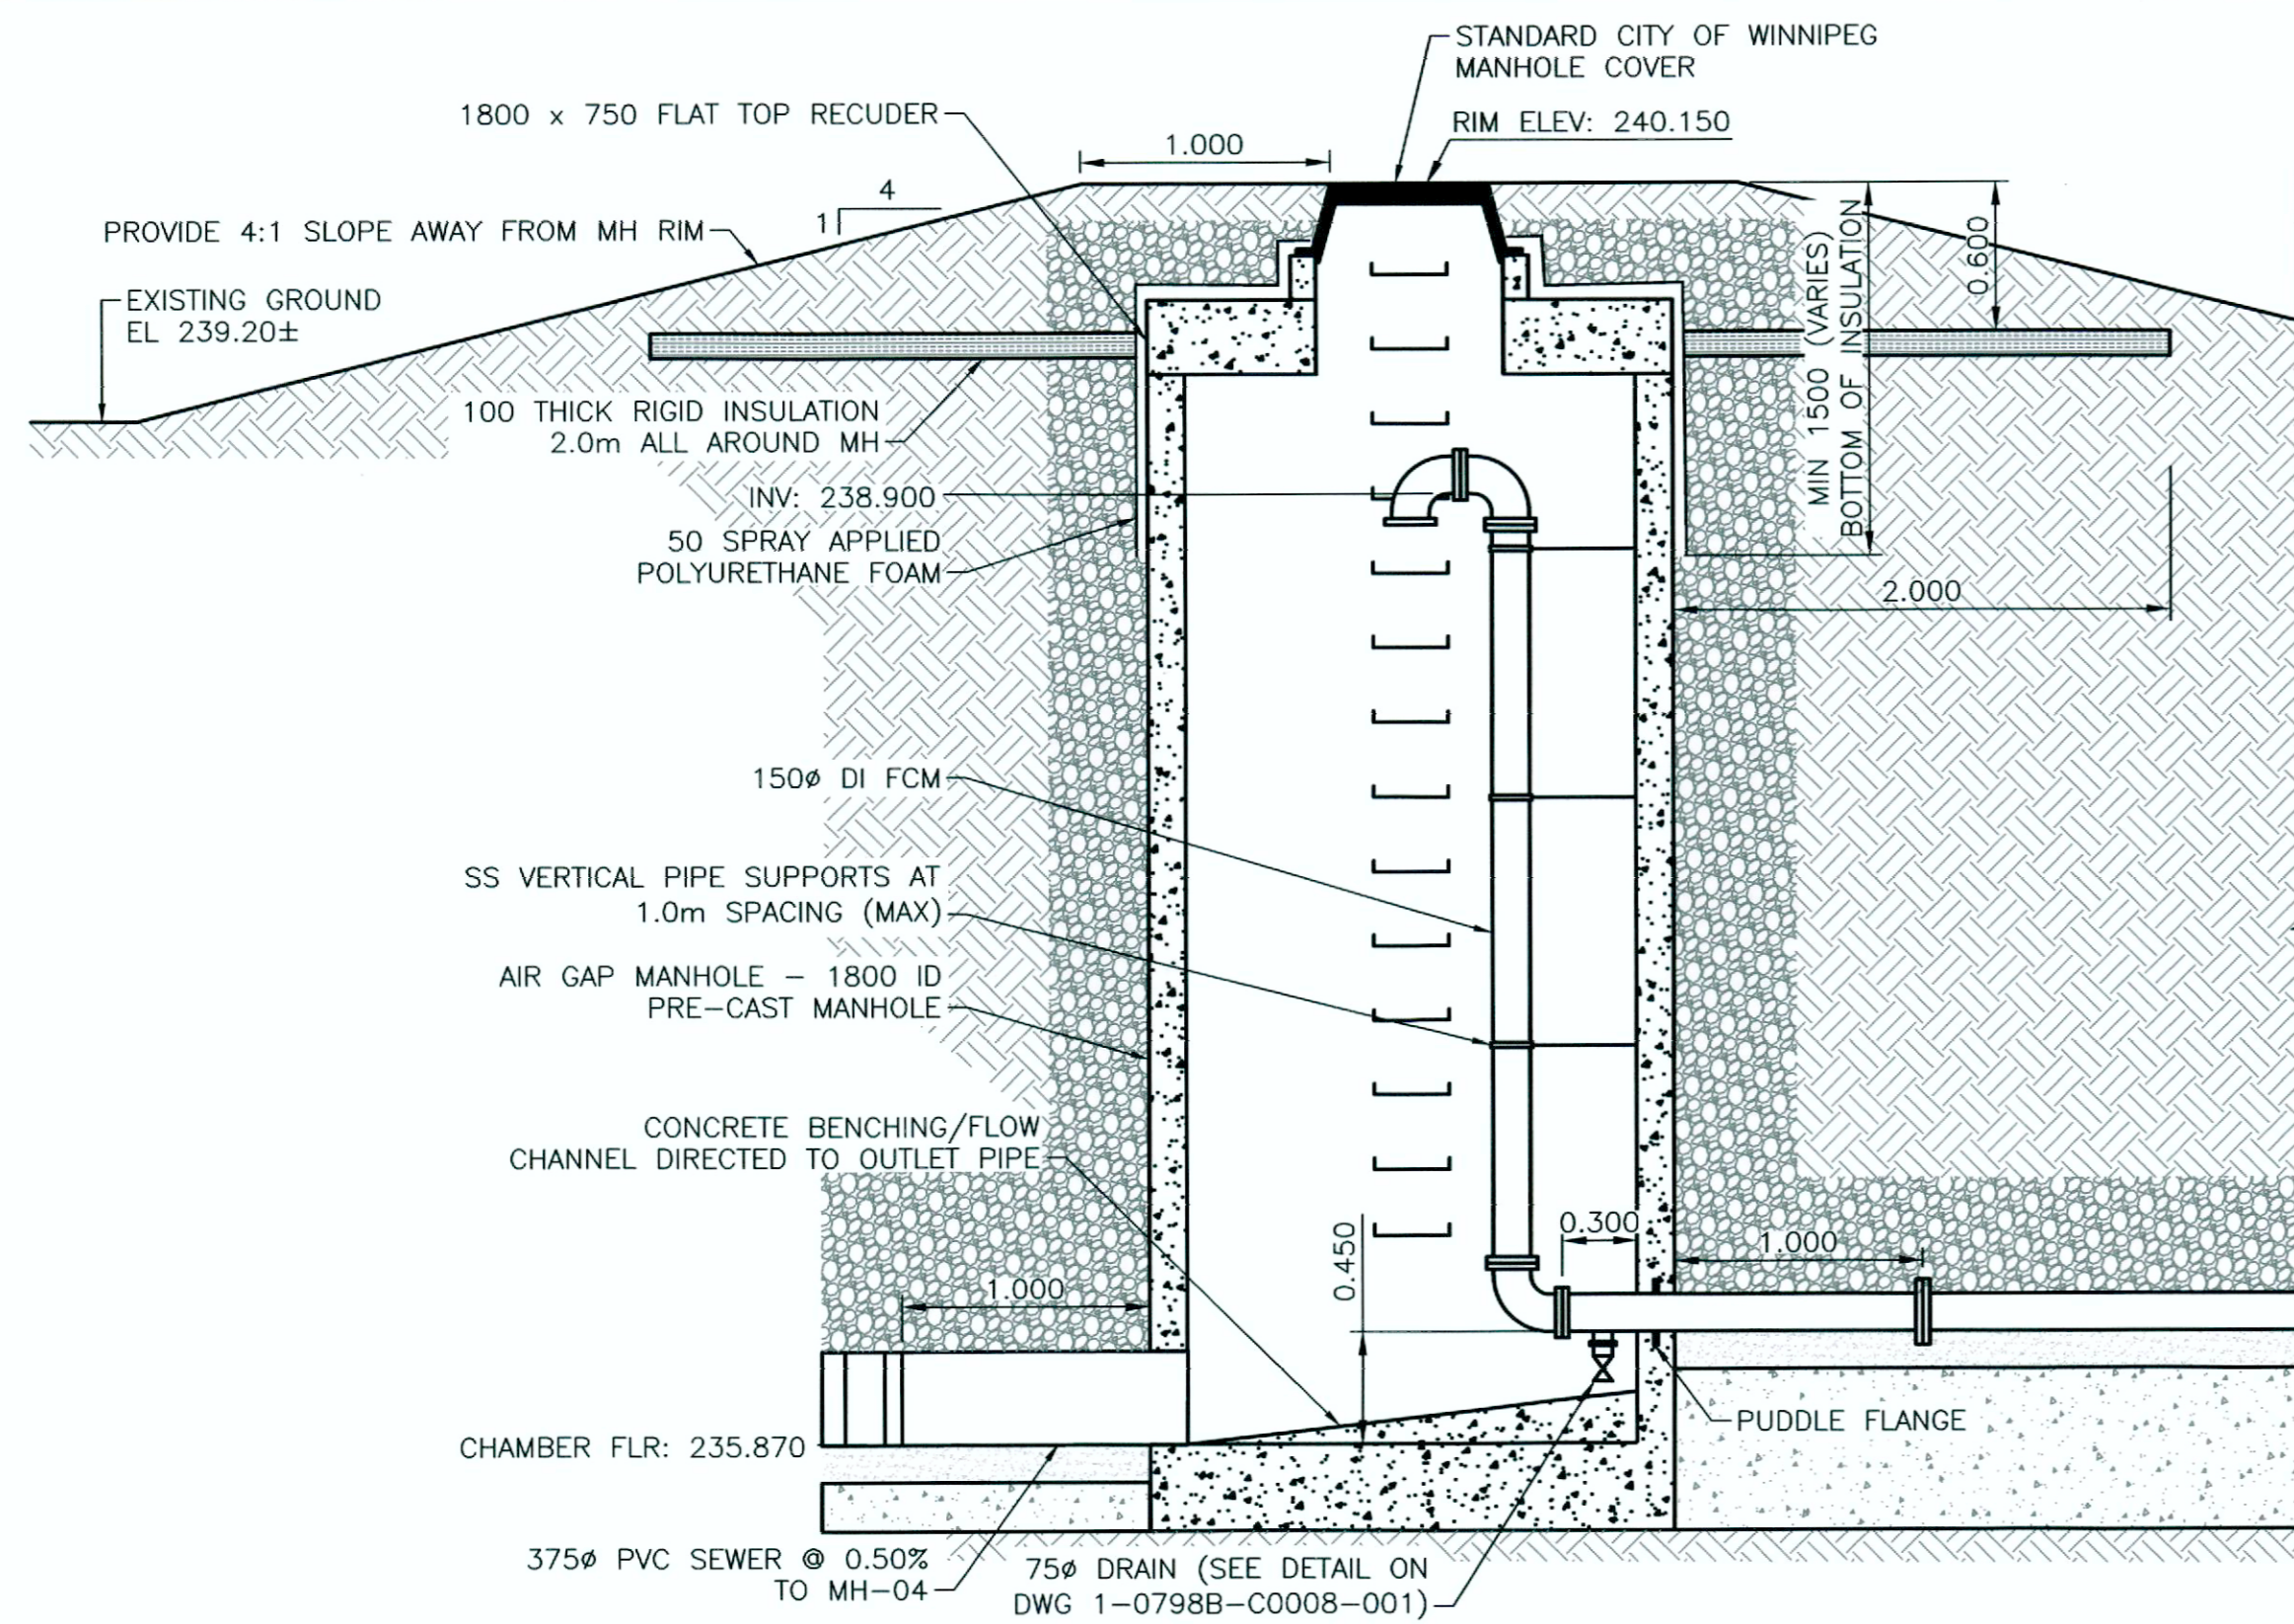 STANDARD CITY OF WINNIPEG
MANHOLE COVER
1800 x 750 FLAT TOP RECUDER
RIM ELEV: 240.150
1.000
4
1
PROVIDE 4:1 SLOPE AWAY FROM MH RIM
EXISTING GROUND
EL 239.20±
MIN 1500 (VARIES)
BOTTOM OF INSULATION
0.600
100 THICK RIGID INSULATION
2.0m ALL AROUND MH
INV: 238.900
50 SPRAY APPLIED
POLYURETHANE FOAM
2.000
150ø DI FCM
SS VERTICAL PIPE SUPPORTS AT
1.0m SPACING (MAX)
AIR GAP MANHOLE – 1800 ID
PRE–CAST MANHOLE
CONCRETE BENCHING/FLOW
CHANNEL DIRECTED TO OUTLET PIPE
0.450
0.300
1.000
1.000
PUDDLE FLANGE
CHAMBER FLR: 235.870
375ø PVC SEWER @ 0.50%
TO MH–04
75ø DRAIN (SEE DETAIL ON
DWG 1–0798B–C0008–001)